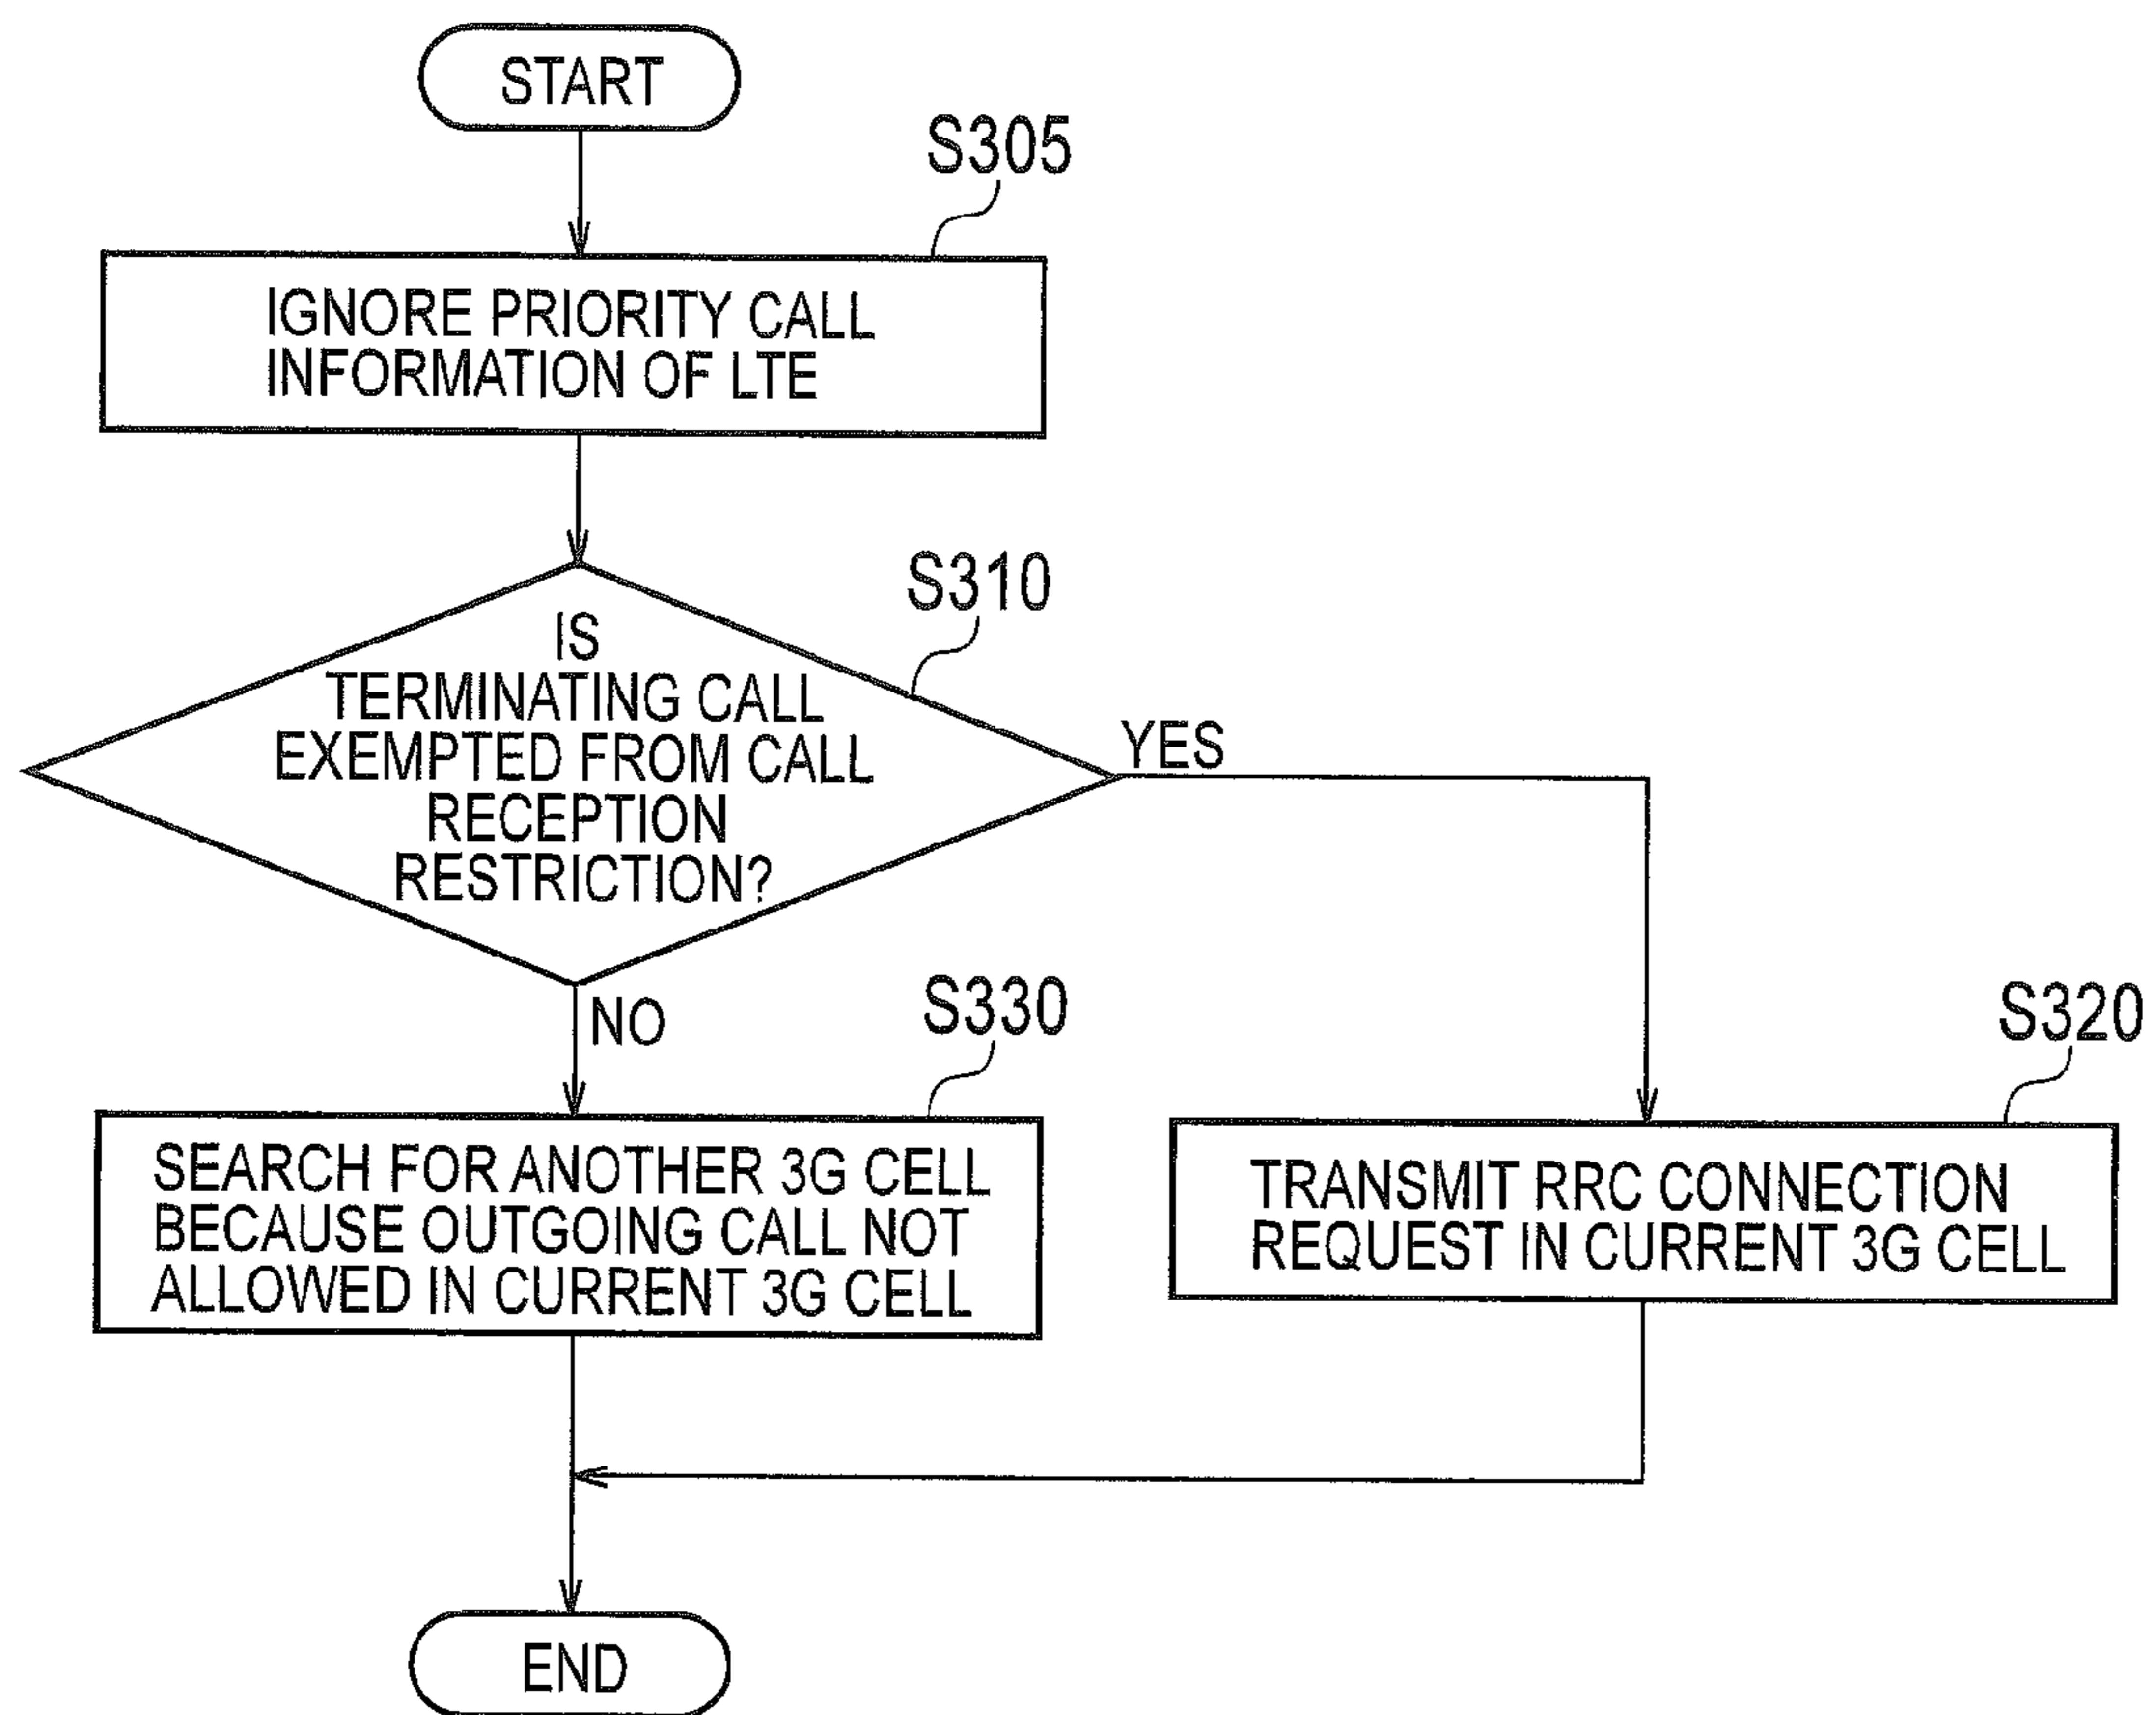 START
S305
IGNORE PRIORITY CALL
INFORMATION OF LTE
S310
IS
TERMINATING CALL
EXEMPTED FROM CALL
RECEPTION
RESTRICTION?
YES
NO
S330
S320
SEARCH FOR ANOTHER 3G CELL
BECAUSE OUTGOING CALL NOT
ALLOWED IN CURRENT 3G CELL
TRANSMIT RRC CONNECTION
REQUEST IN CURRENT 3G CELL
END